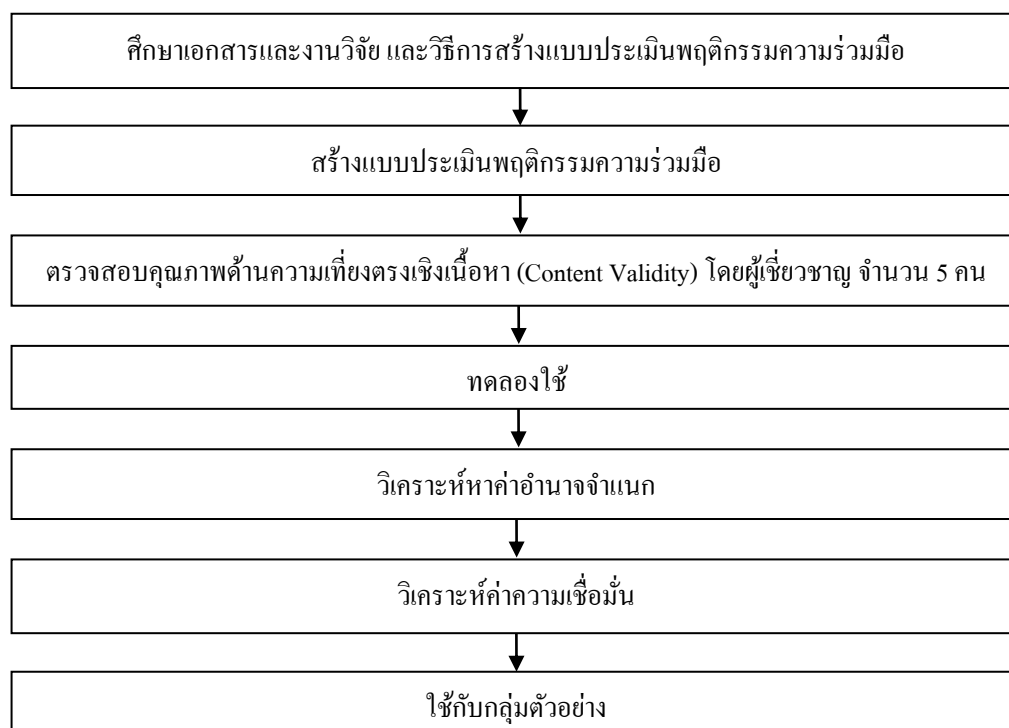 ศึกษาเอกสารและงานวิจัย และวิธีการสร้างแบบประเมินพฤติกรรมความร่วมมือ
สร้างแบบประเมินพฤติกรรมความร่วมมือ
ตรวจสอบคุณภาพด้านความเที่ยงตรงเชิงเนื้อหา (Content Validity) โดยผู้เชี่ยวชาญ จำนวน 5 คน
ทดลองใช้
วิเคราะห์หาค่าอำนาจจำแนก
วิเคราะห์ค่าความเชื่อมั่น
ใช้กับกลุ่มตัวอย่าง